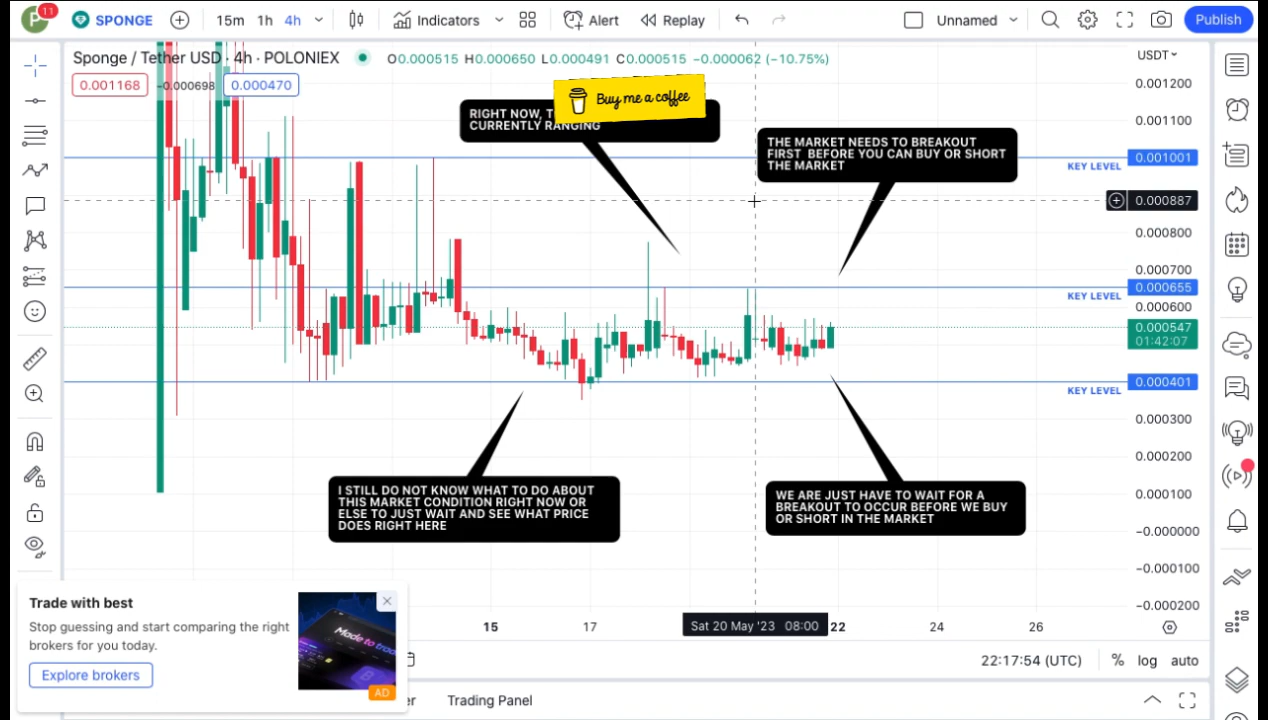 P
11
SPONGE
15m
1h
4h
Indicators
Alert
Replay
Unnamed
Publish
Sponge / Tether USD · 4h · POLONIEX
O0.000515 H0.000650 L0.000491 C0.000515 −0.000062 (−10.75%)
USDT
0.001168
−0.000698
0.000470
0.001200
0.001100
Buy me a coffee
RIGHT NOW,
CURRENTLY RANGING
THE MARKET NEEDS TO BREAKOUT
FIRST BEFORE YOU CAN BUY OR SHORT
THE MARKET
KEY LEVEL
0.001001
0.000887
0.000800
0.000700
0.000655
KEY LEVEL
0.000600
0.000547
01:42:07
0.000401
KEY LEVEL
0.000300
0.000200
0.000100
−0.000000
−0.000100
−0.000200
I STILL DO NOT KNOW WHAT TO DO ABOUT
THIS MARKET CONDITION RIGHT NOW OR
ELSE TO JUST WAIT AND SEE WHAT PRICE
DOES RIGHT HERE
WE ARE JUST HAVE TO WAIT FOR A
BREAKOUT TO OCCUR BEFORE WE BUY
OR SHORT IN THE MARKET
Trade with best
Stop guessing and start comparing the right
brokers for you today.
Explore brokers
Made to
AD
15
17
Sat 20 May '23 08:00
22
24
26
22:17:54 (UTC)
%
log
auto
Trading Panel